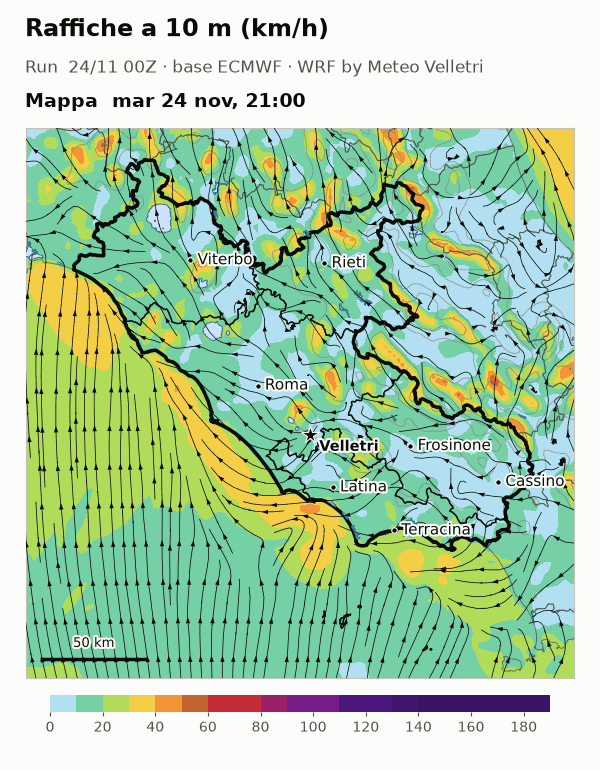 Raffiche a 10 m (km/h)
Run  24/11 00Z · base ECMWF · WRF by Meteo Velletri
Mappa  mar 24 nov, 21:00
Viterbo
Rieti
Roma
Velletri
Frosinone
Latina
Cassino
Terracina
50 km
0 20 40 60 80 100 120 140 160 180